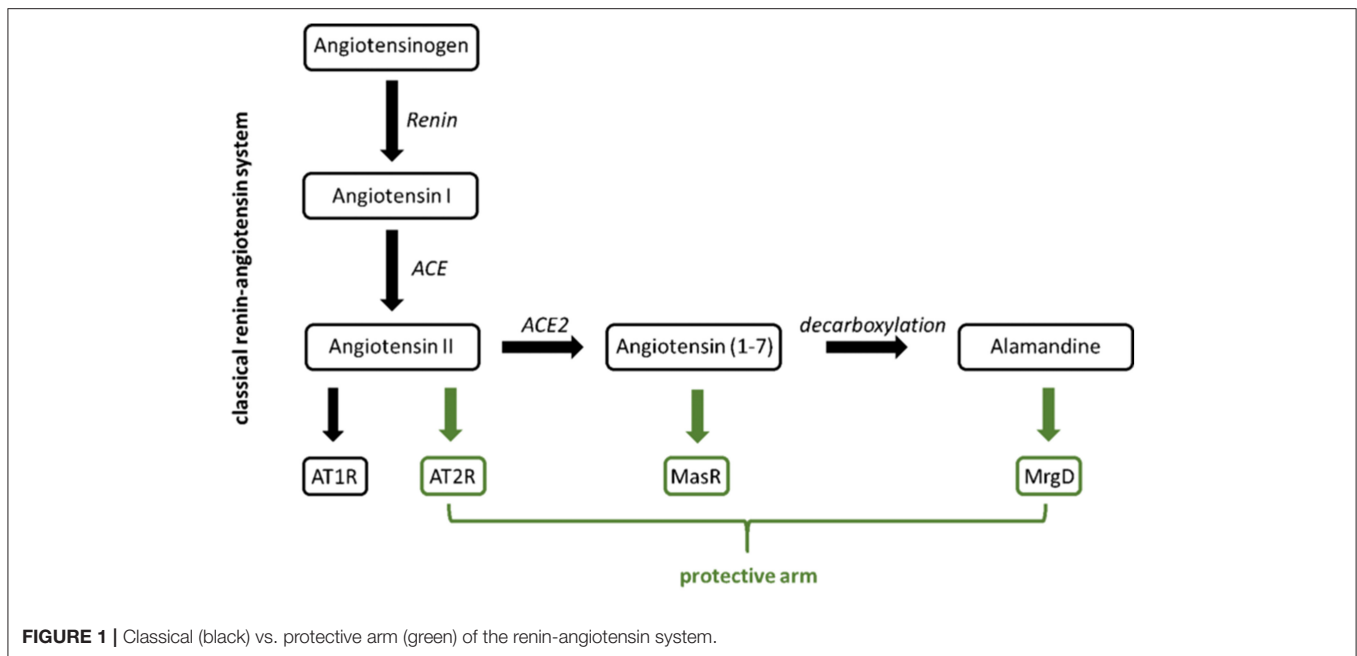 Angiotensinogen
Renin
classical renin-angiotensin system
Angiotensin I
ACE
Angiotensin II
ACE2
Angiotensin (1-7)
decarboxylation
Alamandine
AT1R
AT2R
MasR
MrgD
protective arm
FIGURE 1 | Classical (black) vs. protective arm (green) of the renin-angiotensin system.